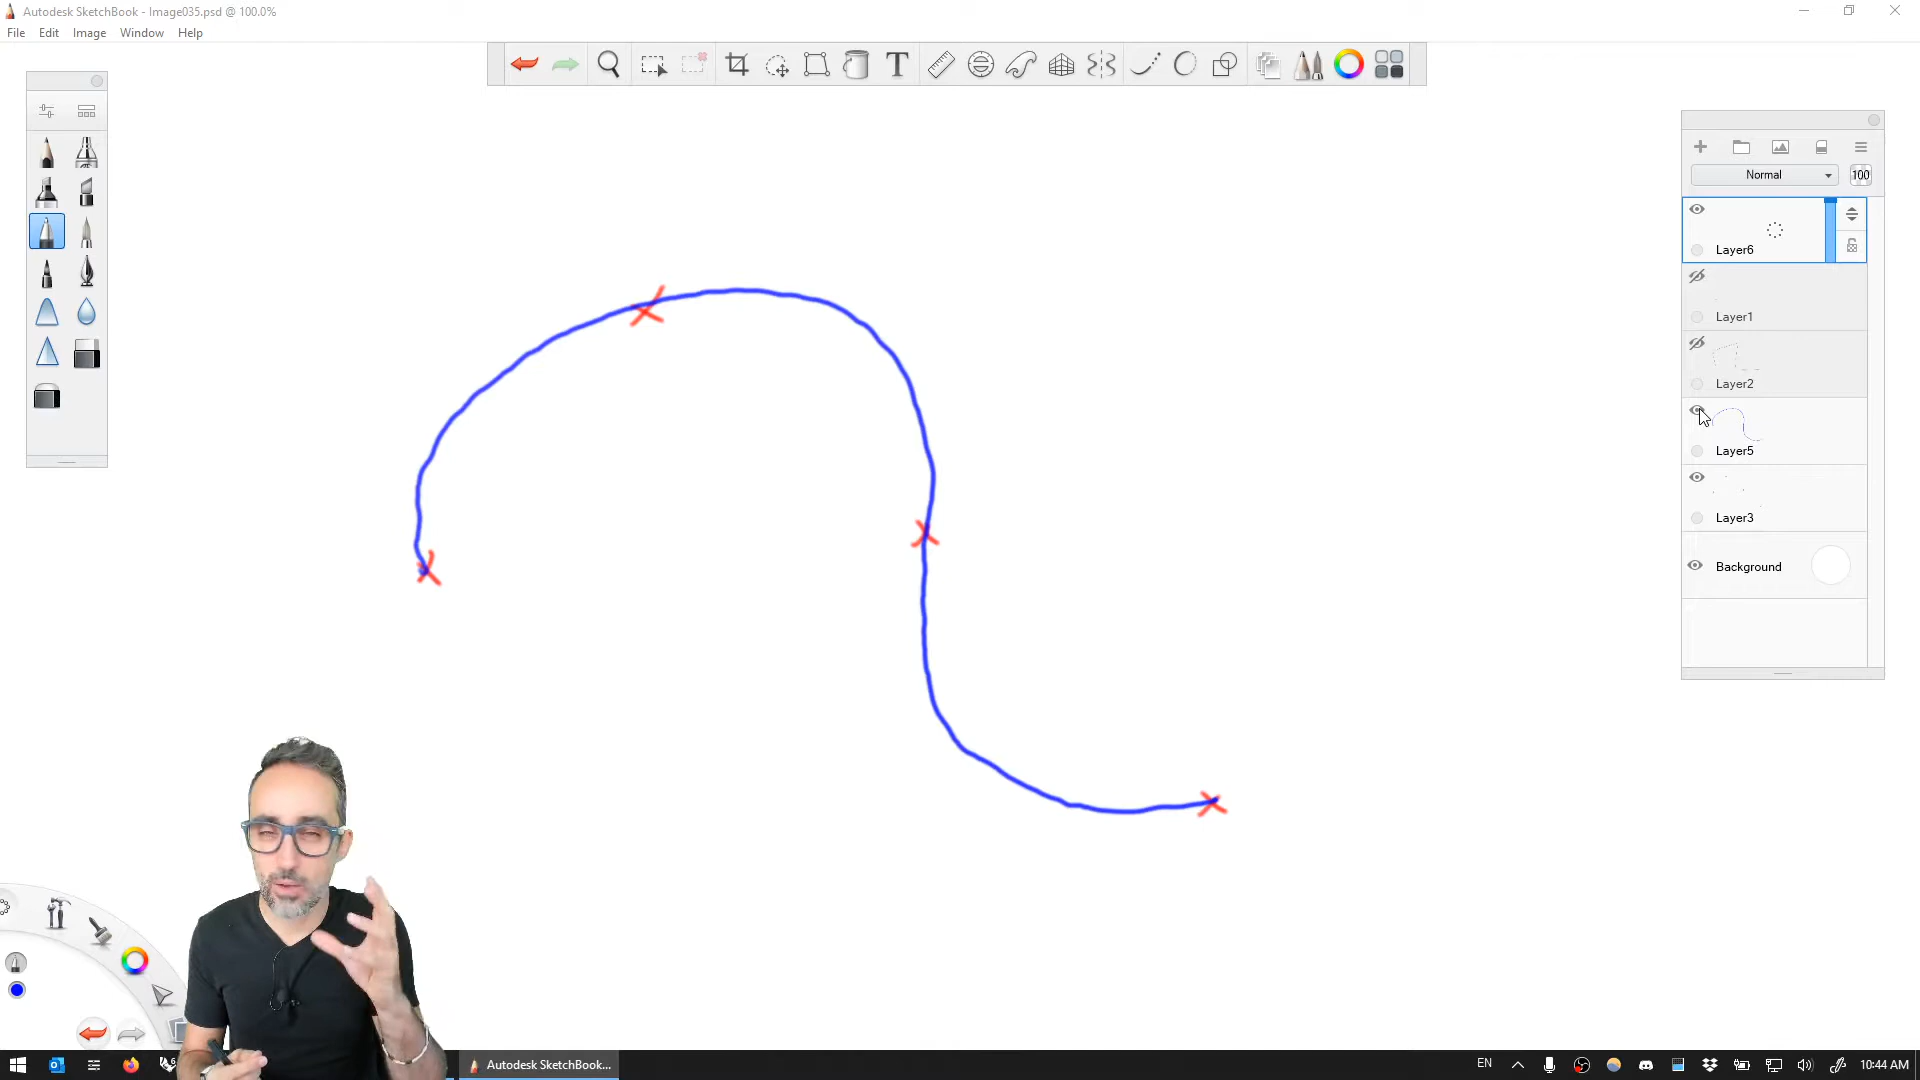 Autodesk SketchBook - Image035.psd @ 100.0%
File Edit Image Window Help
T
Normal 100
Layer6
Layer1
Layer2
Layer5
Layer3
Background
Autodesk SketchBook...
EN
10:44 AM